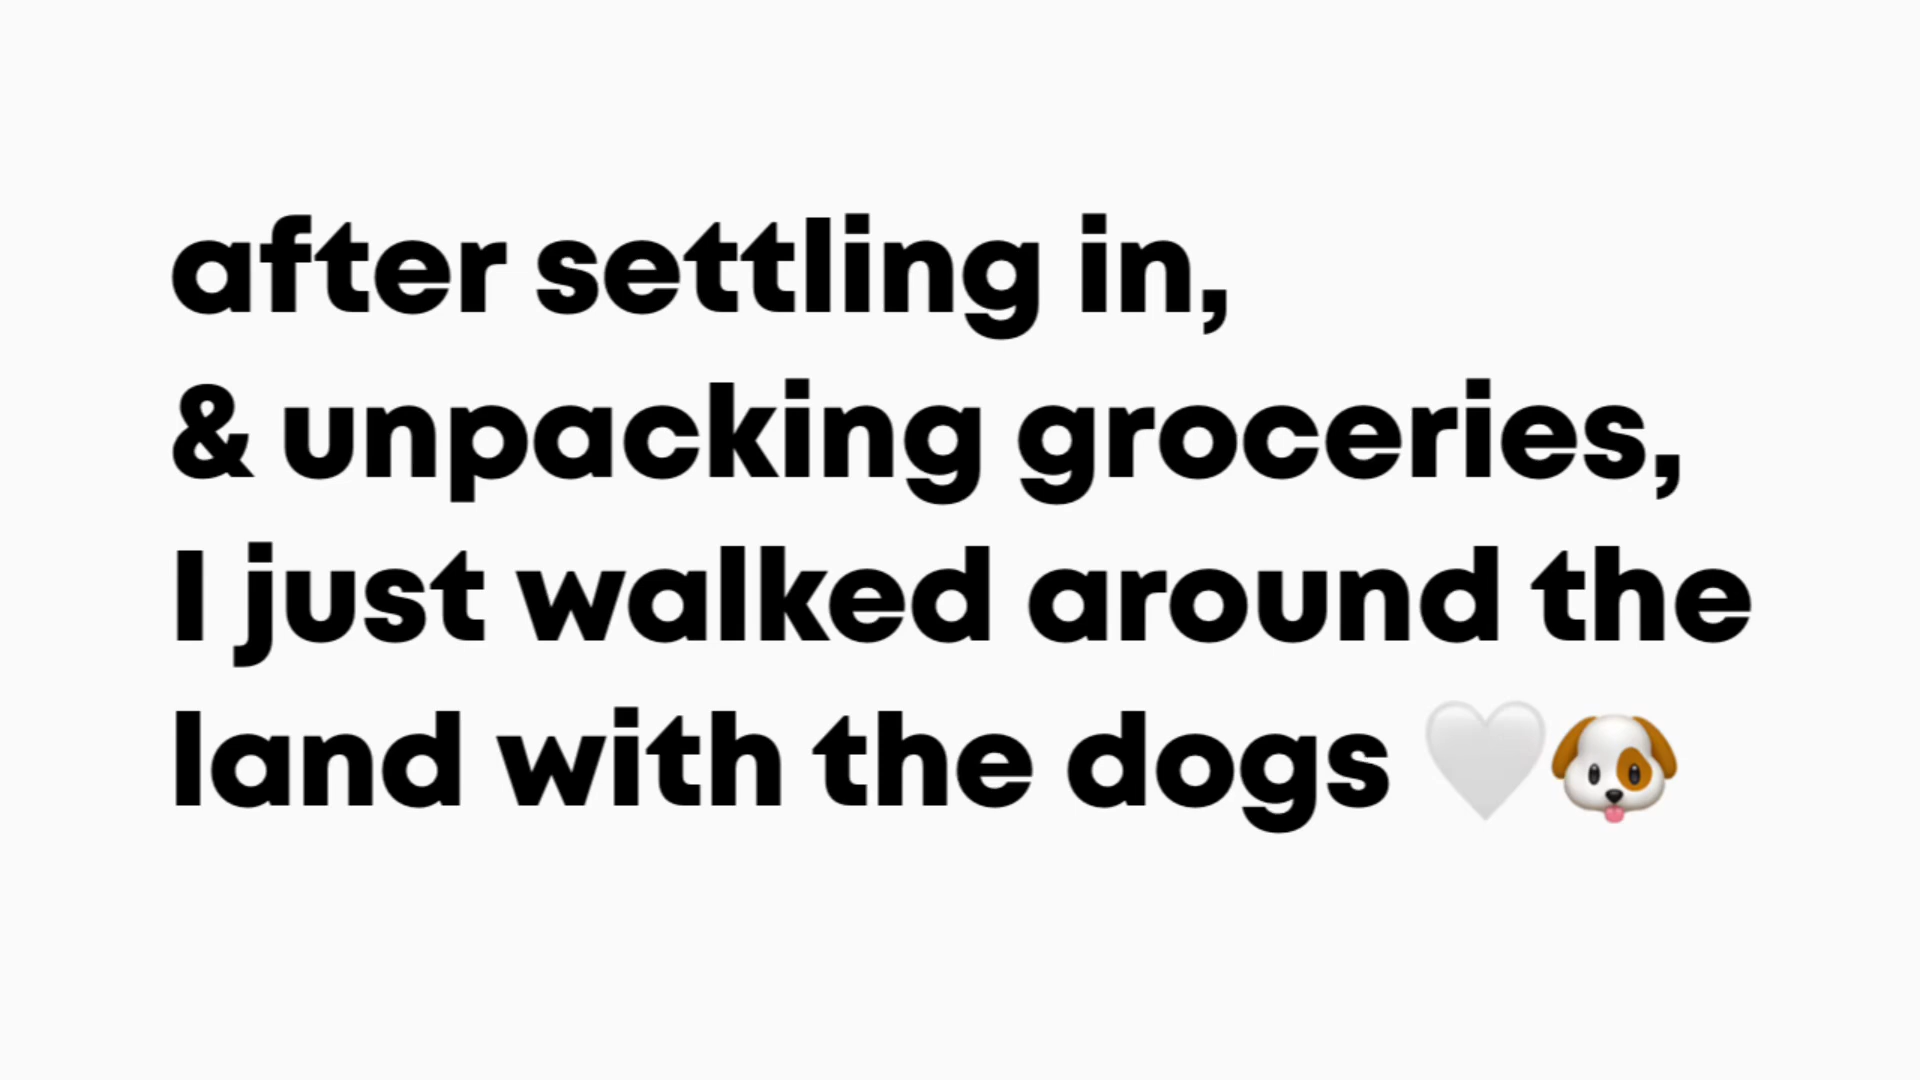 after settling in,
& unpacking groceries,
I just walked around the
land with the dogs 🤍🐶